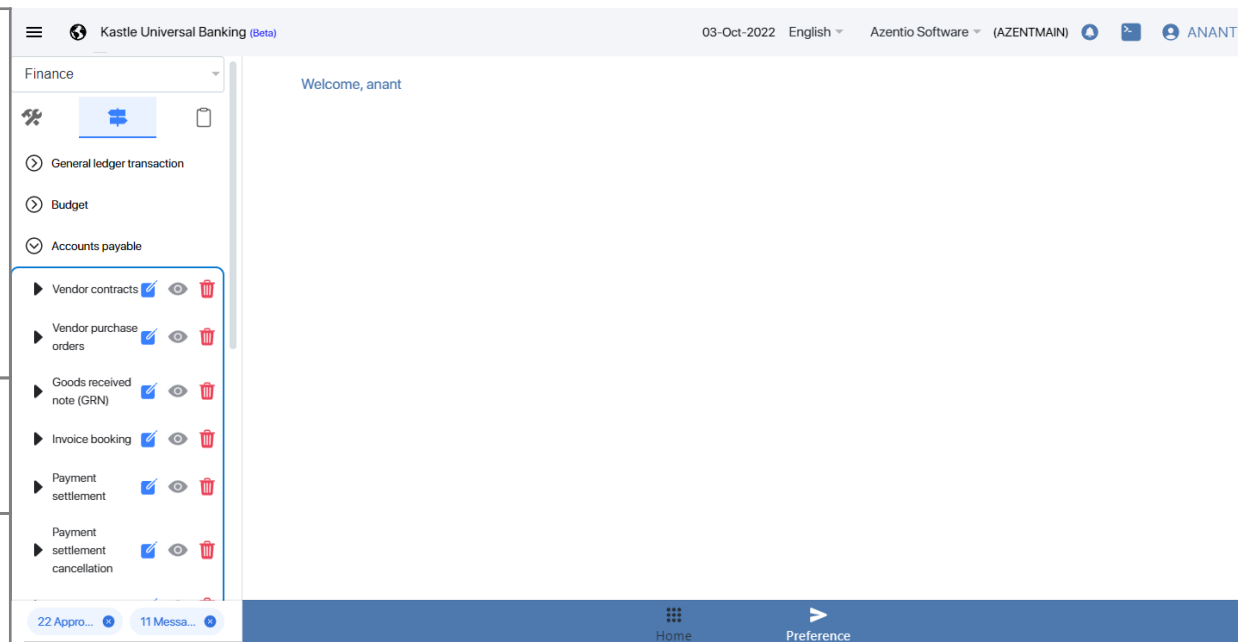 Kastle Universal Banking (Beta)
03-Oct-2022 English Azentio Software (AZENTMAIN) ANANT
Finance
Welcome, anant
General ledger transaction
Budget
Accounts payable
Vendor contracts
Vendor purchase
orders
Goods received
note (GRN)
Invoice booking
Payment
settlement
Payment
settlement
cancellation
22 Appro...
11 Messa...
Home
Preference